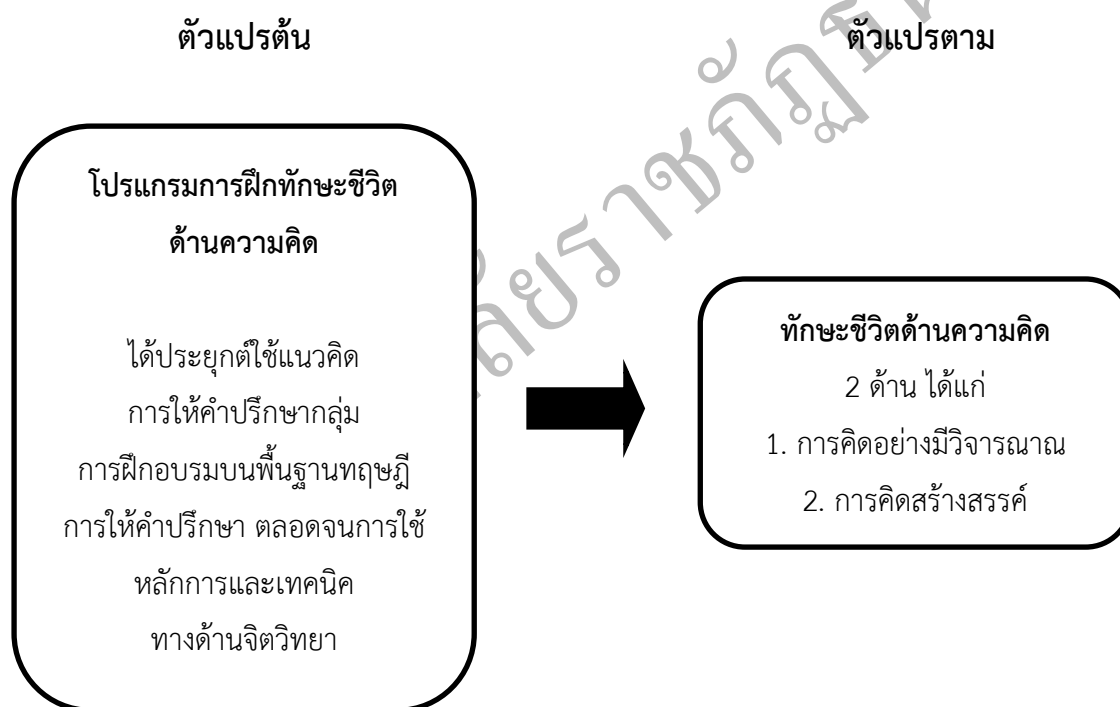 ตัวแปรต้น
ตัวแปรตาม
โปรแกรมการฝึกทักษะชีวิต
ด้านความคิด
ได้ประยุกต์ใช้แนวคิด
การให้คำปรึกษากลุ่ม
การฝึกอบรมบนพื้นฐานทฤษฎี
การให้คำปรึกษา ตลอดจนการใช้
หลักการและเทคนิค
ทางด้านจิตวิทยา
ทักษะชีวิตด้านความคิด
2 ด้าน ได้แก่
1. การคิดอย่างมีวิจารณาณ
2. การคิดสร้างสรรค์
ลัยราชภัฏ